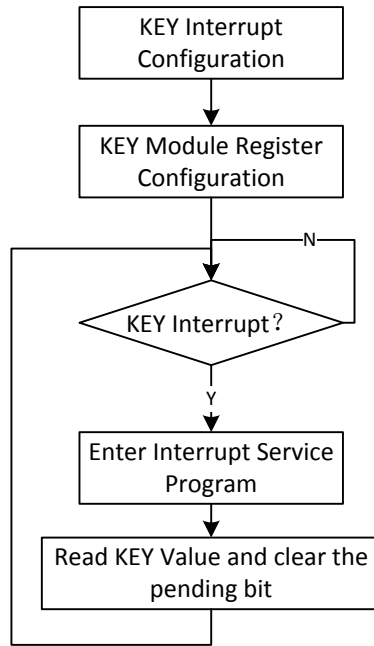 KEY Interrupt
Configuration
KEY Module Register
Configuration
N
KEY Interrupt？
Y
Enter Interrupt Service
Program
Read KEY Value and clear the
pending bit